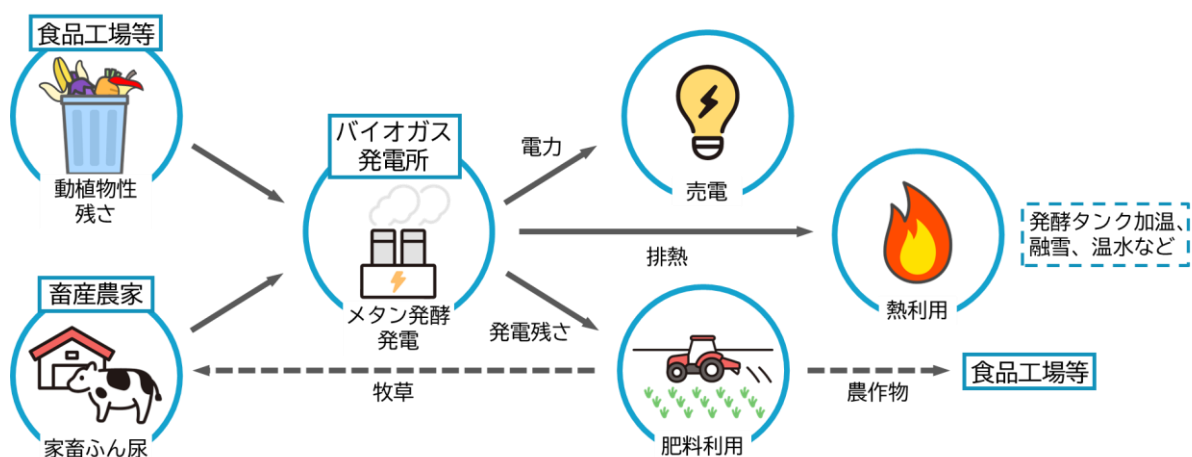 食品工場等
動植物性
残さ
畜産農家
家畜ふん尿
バイオガス
発電所
メタン発酵
発電
電力
売電
排熱
熱利用
発酵タンク加温、
融雪、温水など
発電残さ
肥料利用
牧草
農作物
食品工場等